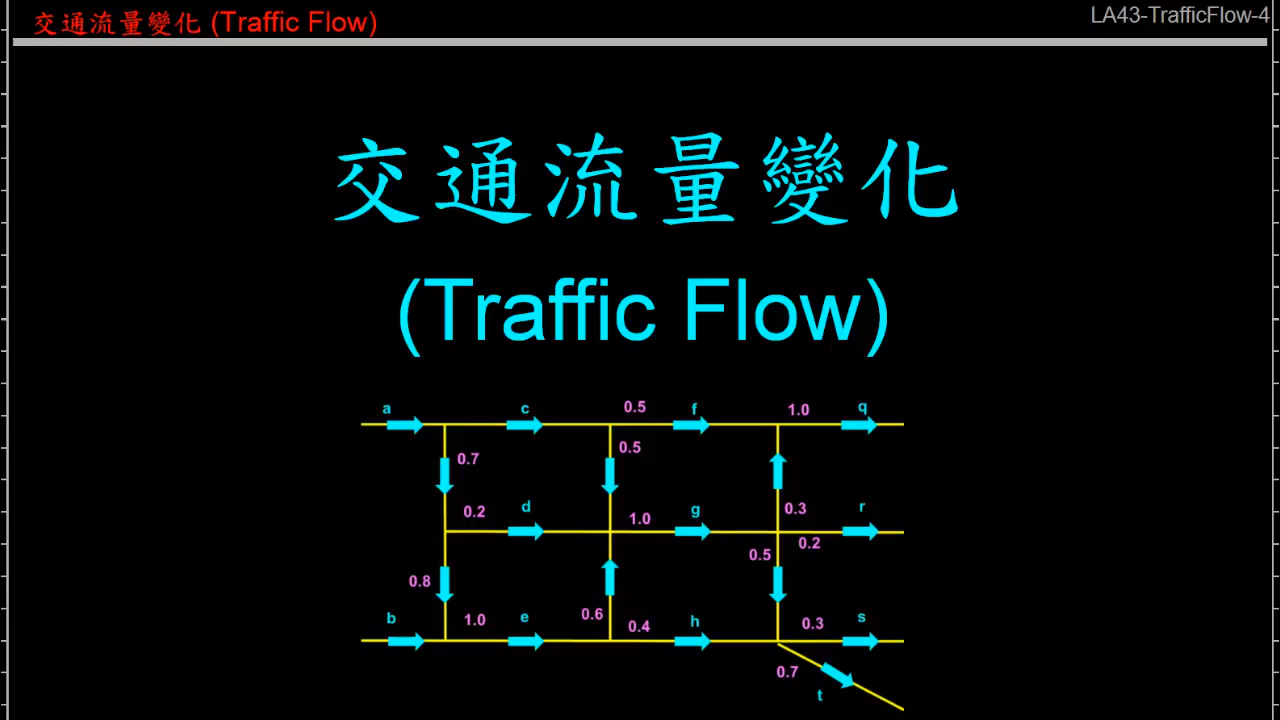 交通流量變化 (Traffic Flow)
LA43-TrafficFlow-4
交通流量變化
(Traffic Flow)
a c 0.5 f 1.0 q
0.7 0.5
0.2 d 1.0 g 0.3 r
0.5 0.2
0.8
b 1.0 e 0.6 0.4 h 0.3 s
0.7 t